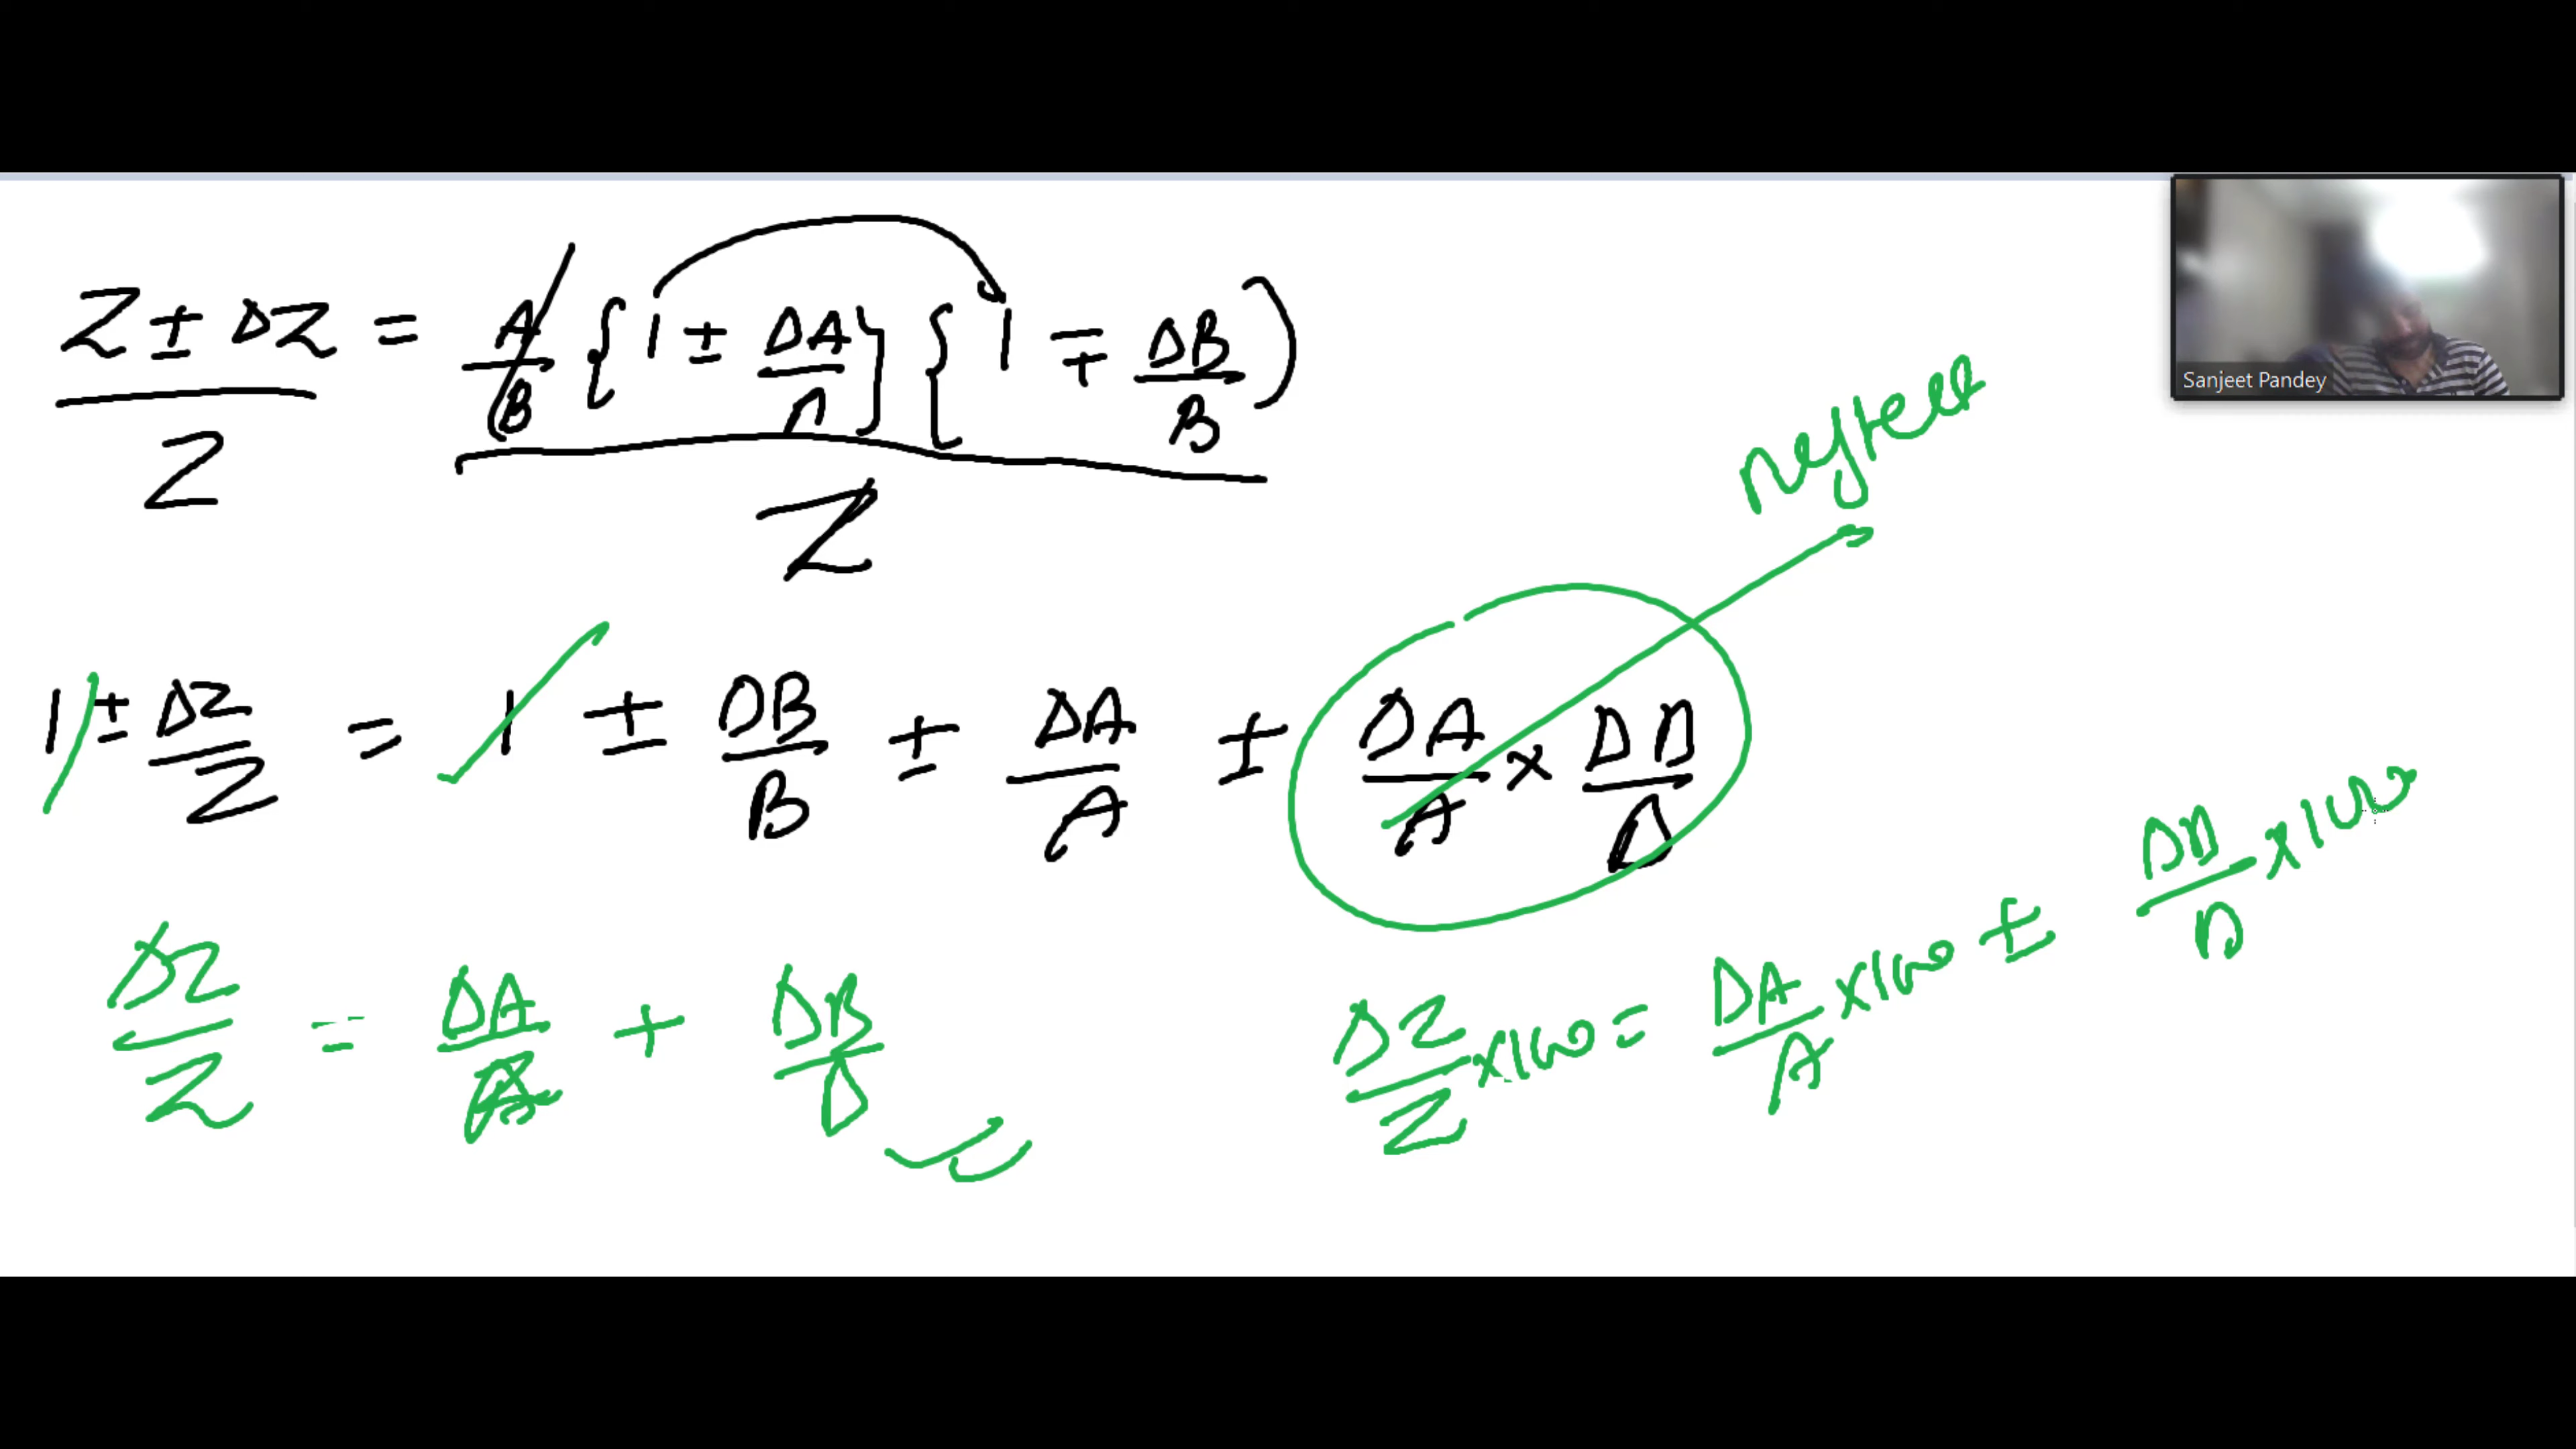 (Z ± ΔZ)/Z = (A/B {1 ± ΔA/A} {1 ∓ ΔB/B))/Z
Sanjeet Pandey
neglect
1 ± ΔZ/Z = 1 ± ΔB/B ± ΔA/A ± ΔA/A × ΔB/B
ΔZ/Z = ΔA/A + ΔB/B
ΔZ/Z ×100 = ΔA/A ×100 ± ΔB/B ×100